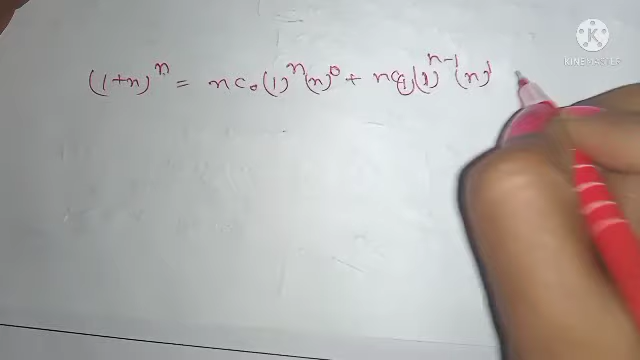 KINEMASTER
(1+n)^n = nC₀(1)^n(n)^0 + nC₁(1)^n-1(n)^1